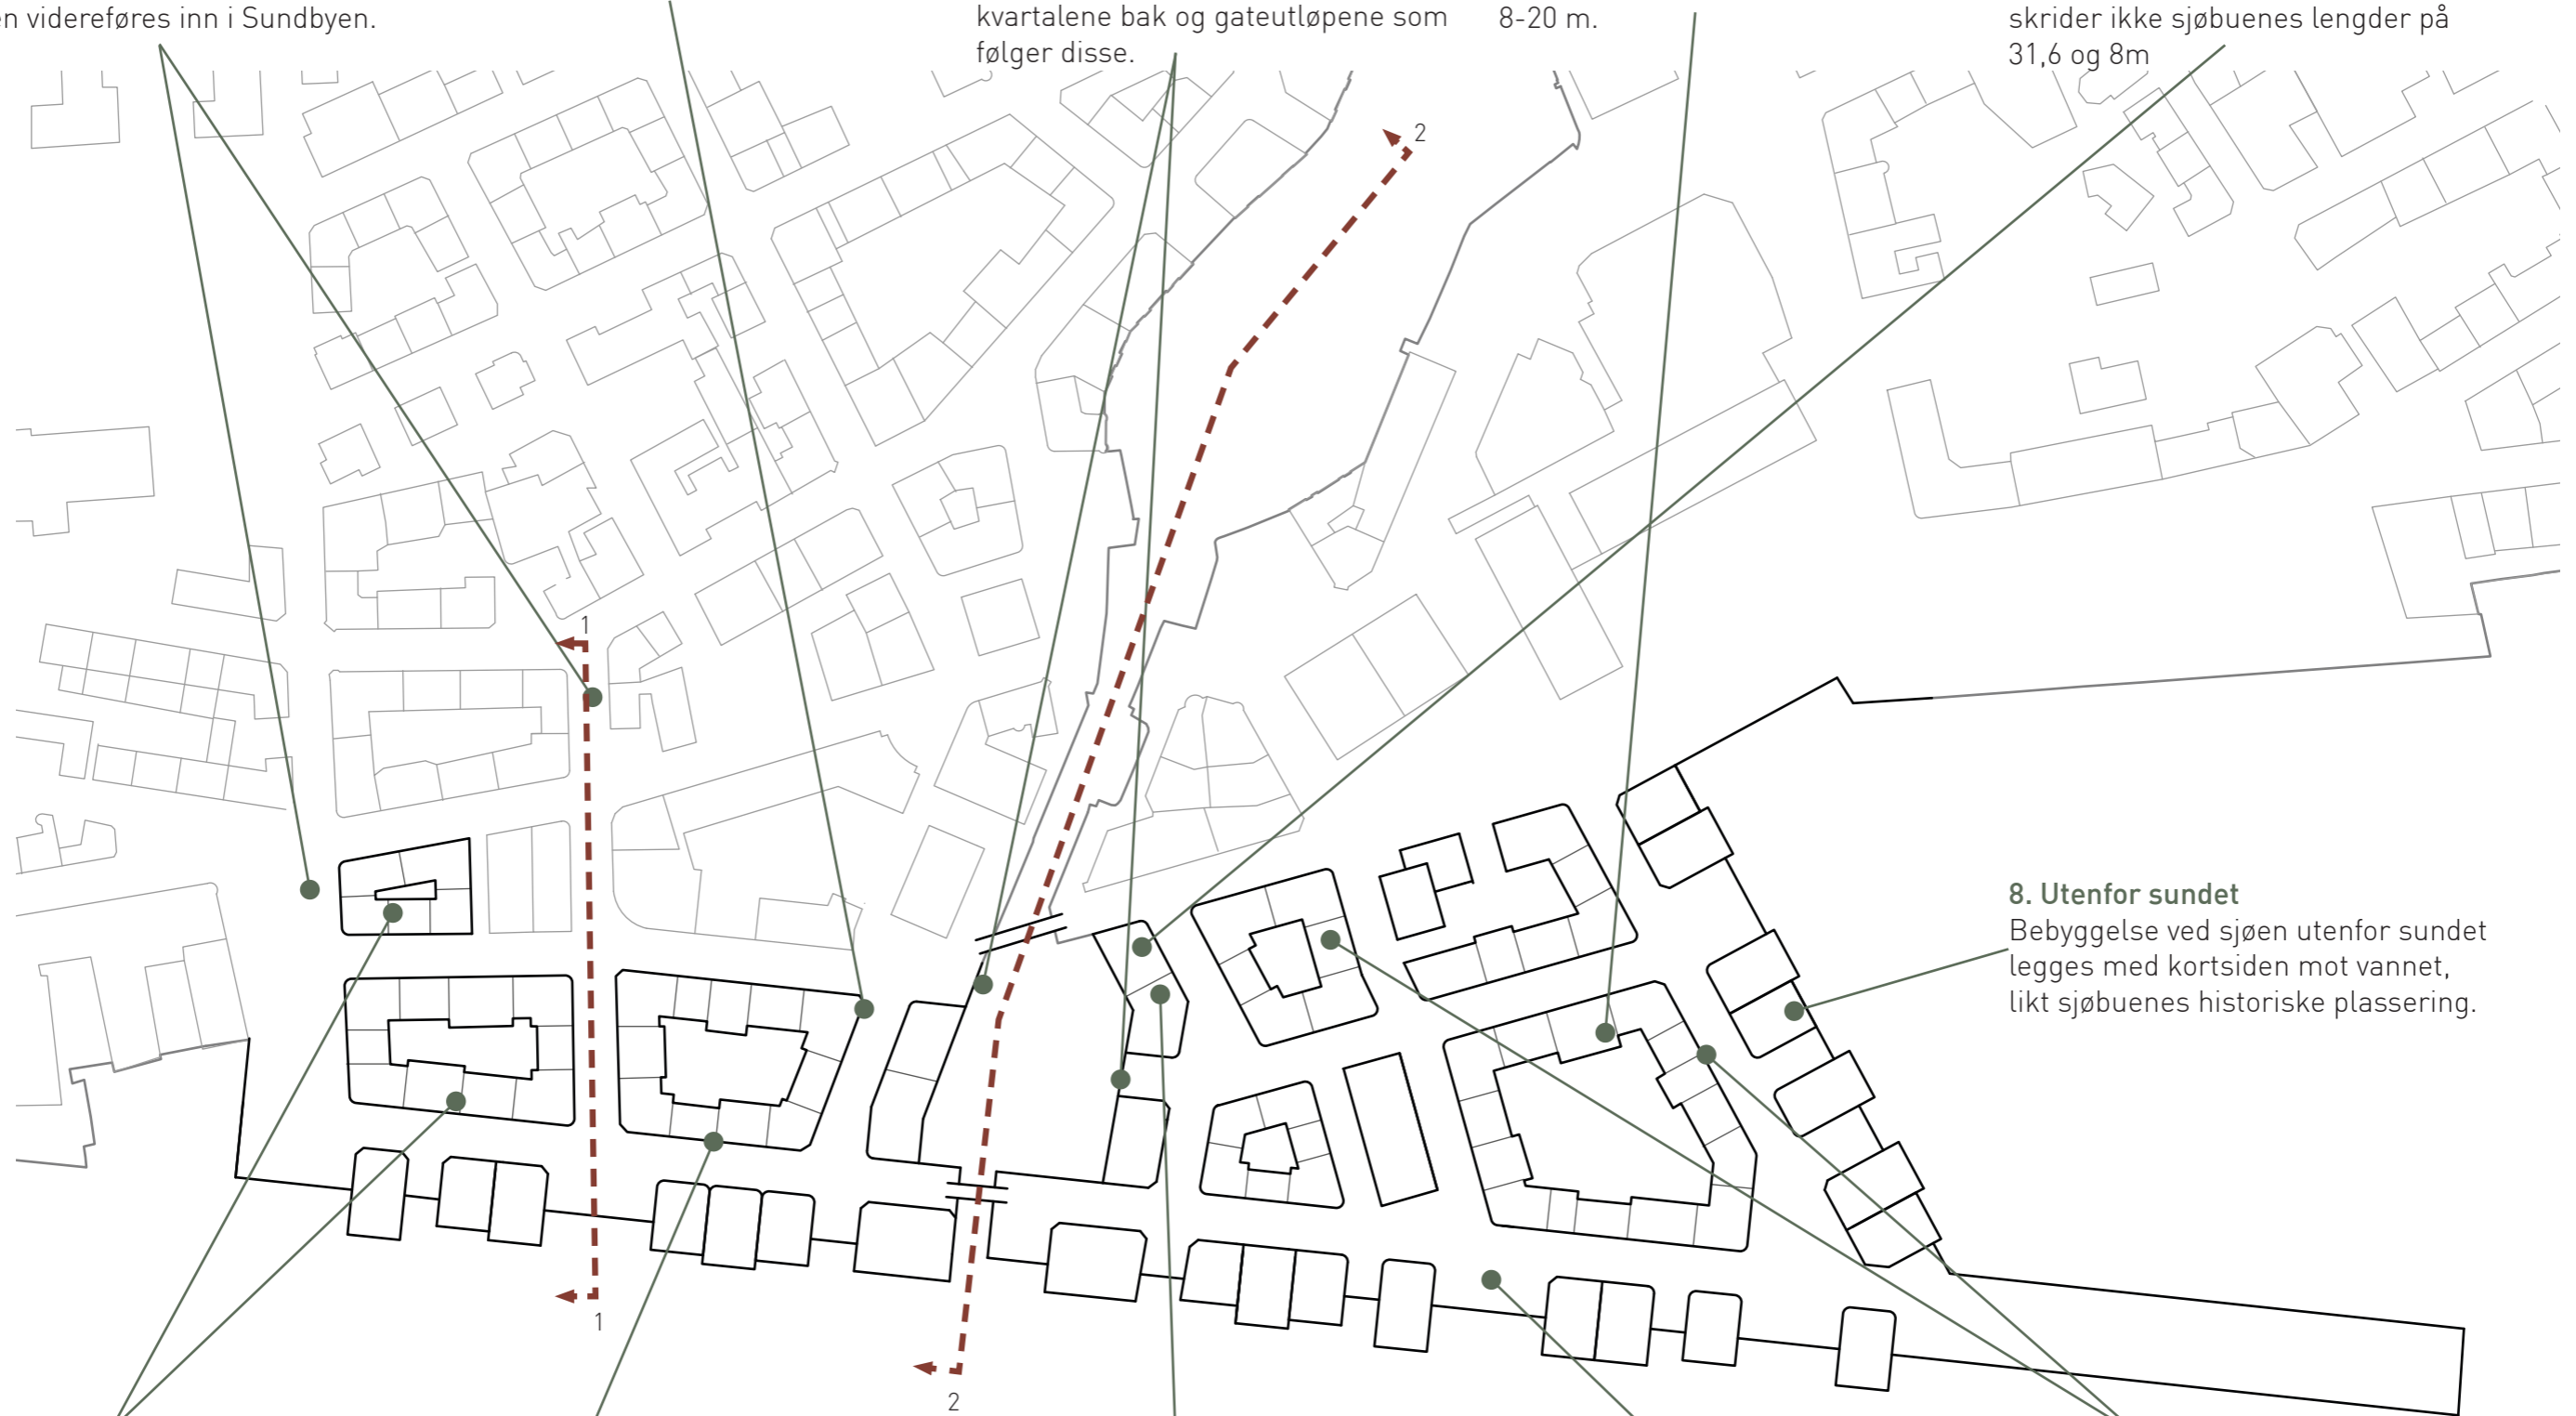 en videreføres inn i Sundbyen.
kvartalene bak og gateutløpene som
følger disse.
8-20 m.
skrider ikke sjøbuenes lengder på
31,6 og 8m
2
1
8. Utenfor sundet
Bebyggelse ved sjøen utenfor sundet
legges med kortsiden mot vannet,
likt sjøbuenes historiske plassering.
1
2